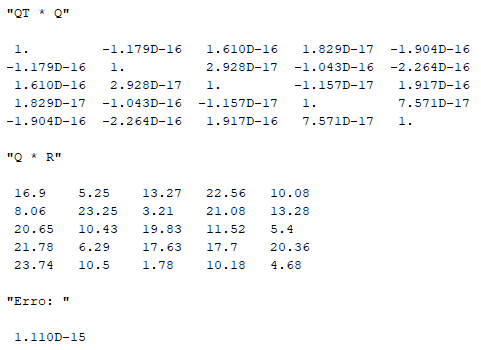 "QT * Q"
1. -1.179D-16 1.610D-16 1.829D-17 -1.904D-16
-1.179D-16 1. 2.928D-17 -1.043D-16 -2.264D-16
1.610D-16 2.928D-17 1. -1.157D-17 1.917D-16
1.829D-17 -1.043D-16 -1.157D-17 1. 7.571D-17
-1.904D-16 -2.264D-16 1.917D-16 7.571D-17 1.
"Q * R"
16.9 5.25 13.27 22.56 10.08
8.06 23.25 3.21 21.08 13.28
20.65 10.43 19.83 11.52 5.4
21.78 6.29 17.63 17.7 20.36
23.74 10.5 1.78 10.18 4.68
"Erro: "
1.110D-15